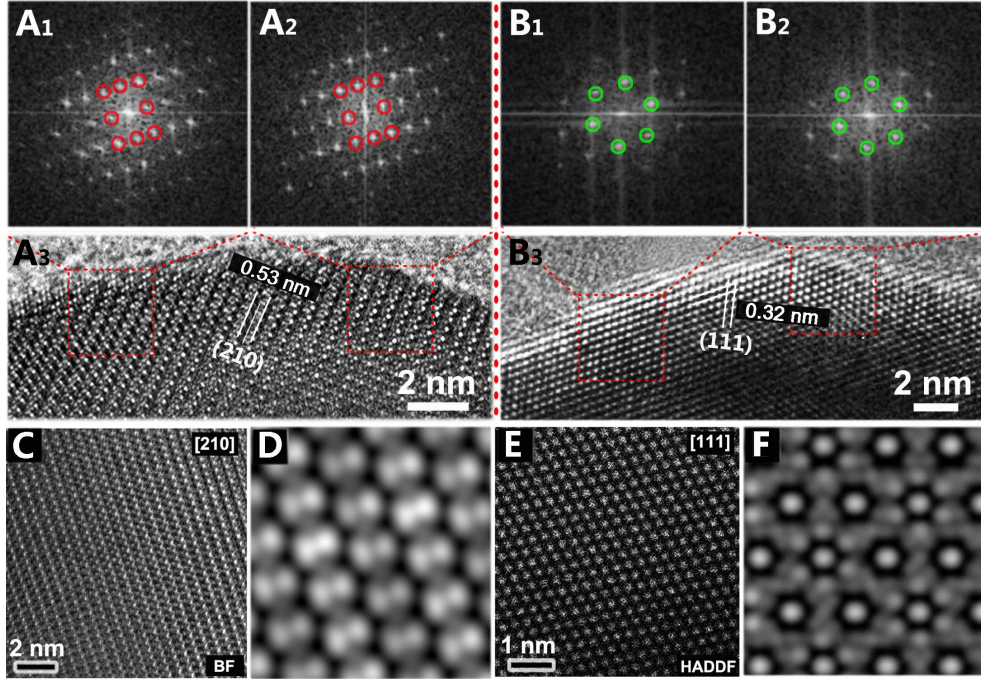 A1
A2
B1
B2
A3
0.53 nm
(210)
2 nm
B3
0.32 nm
(111)
2 nm
C
[210]
2 nm
BF
D
E
[111]
1 nm
HADDF
F